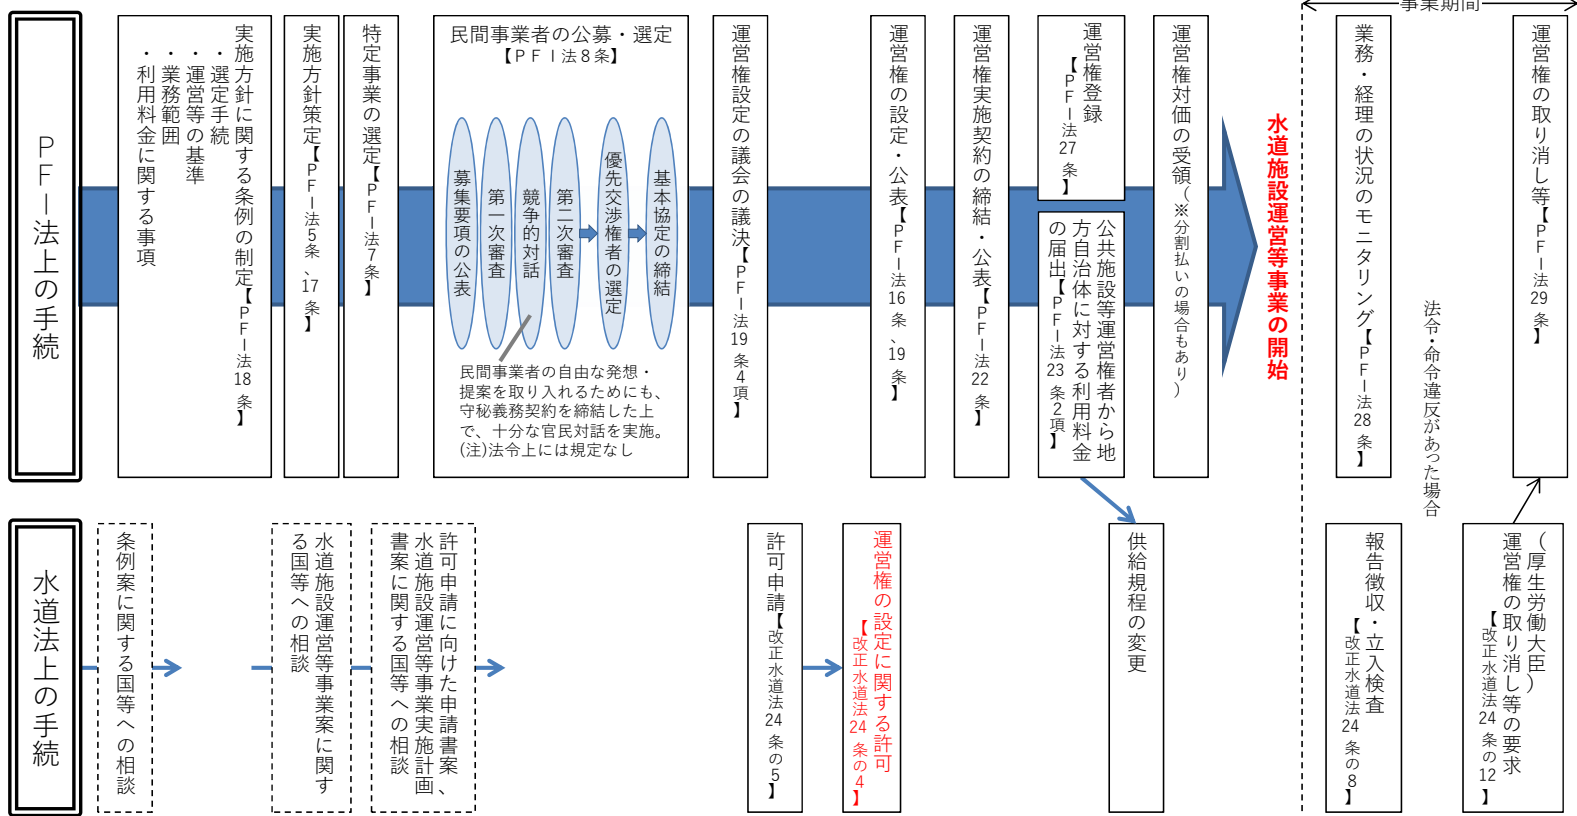 事業期間
ＰＦＩ法上の手続
実施方針に関する条例の制定【ＰＦＩ法18条】
・選定手続
・運営等の基準
・業務範囲
・利用料金に関する事項
実施方針策定【ＰＦＩ法5条、17条】
特定事業の選定【ＰＦＩ法7条】
民間事業者の公募・選定
【ＰＦＩ法８条】
募集要項の公表
第一次審査
競争的対話
第二次審査
優先交渉権者の選定
基本協定の締結
民間事業者の自由な発想・
提案を取り入れるためにも、
守秘義務契約を締結した上
で、十分な官民対話を実施。
(注)法令上には規定なし
運営権設定の議会の議決【ＰＦＩ法19条4項】
運営権の設定・公表【ＰＦＩ法16条、19条】
運営権実施契約の締結・公表【ＰＦＩ法22条】
運営権登録
【ＰＦＩ法27条】
公共施設等運営権者から地
方自治体に対する利用料金
の届出【ＰＦＩ法23条2項】
運営権対価の受領（※分割払いの場合もあり）
水道施設運営等事業の開始
業務・経理の状況のモニタリング【ＰＦＩ法28条】
法令・命令違反があった場合
運営権の取り消し等【ＰＦＩ法29条】
水道法上の手続
条例案に関する国等への相談
水道施設運営等事業案に関す
る国等への相談
許可申請に向けた申請書案、
水道施設運営等事業実施計画
書案に関する国等への相談
許可申請【改正水道法24条の5】
運営権の設定に関する許可
【改正水道法24条の4】
供給規程の変更
報告徴収・立入検査
【改正水道法24条の8】
（厚生労働大臣）
運営権の取り消し等の要求
【改正水道法24条の12】